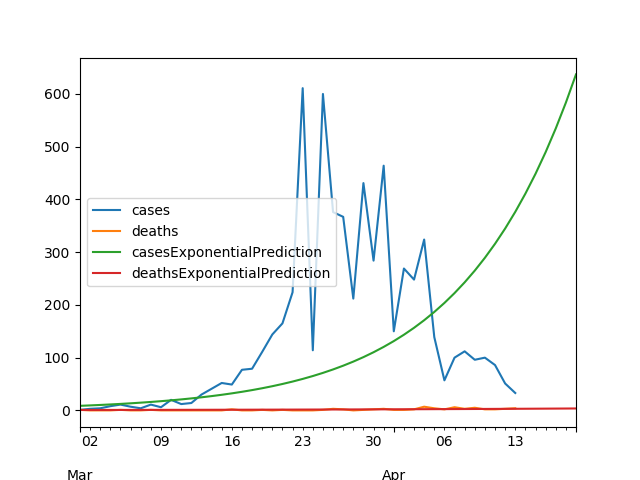 600
500
400
300
200
100
0
cases
deaths
casesExponentialPrediction
deathsExponentialPrediction
02 09 16 23 30 06 13
Mar Apr